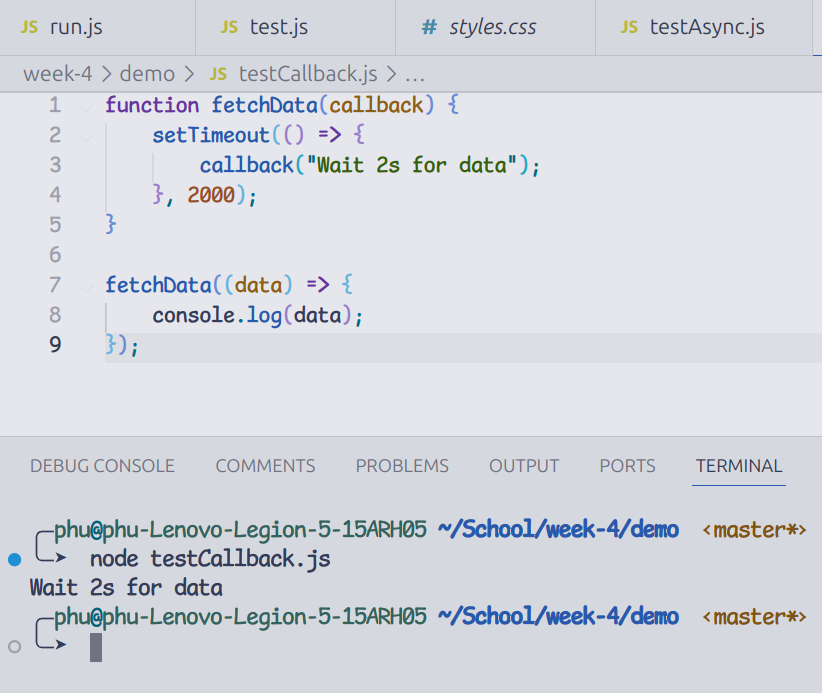 JS run.js JS test.js # styles.css JS testAsync.js
week-4 > demo > JS testCallback.js > ...
1 function fetchData(callback) {
2     setTimeout(() => {
3         callback("Wait 2s for data");
4     }, 2000);
5 }
6
7 fetchData((data) => {
8     console.log(data);
9 });
DEBUG CONSOLE COMMENTS PROBLEMS OUTPUT PORTS TERMINAL
phu@phu-Lenovo-Legion-5-15ARH05 ~/School/week-4/demo ‹master*›
node testCallback.js
Wait 2s for data
phu@phu-Lenovo-Legion-5-15ARH05 ~/School/week-4/demo ‹master*›